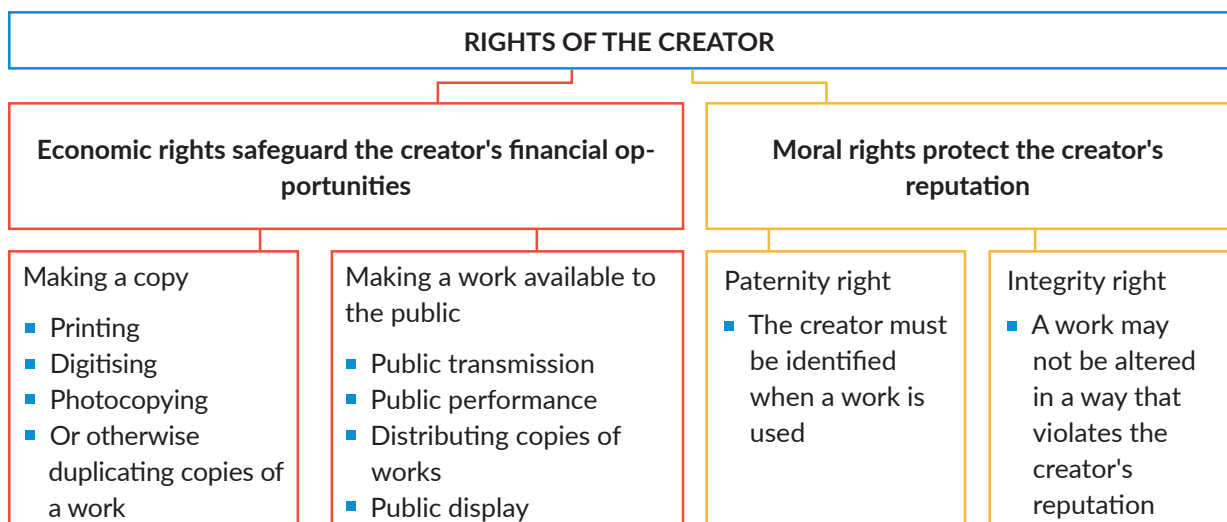 RIGHTS OF THE CREATOR
Economic rights safeguard the creator's financial op-
portunities
Moral rights protect the creator's
reputation
Making a copy
Printing
Digitising
Photocopying
Or otherwise
duplicating copies of
a work
Making a work available to
the public
Public transmission
Public performance
Distributing copies of
works
Public display
Paternity right
The creator must
be identified
when a work is
used
Integrity right
A work may
not be altered
in a way that
violates the
creator's
reputation